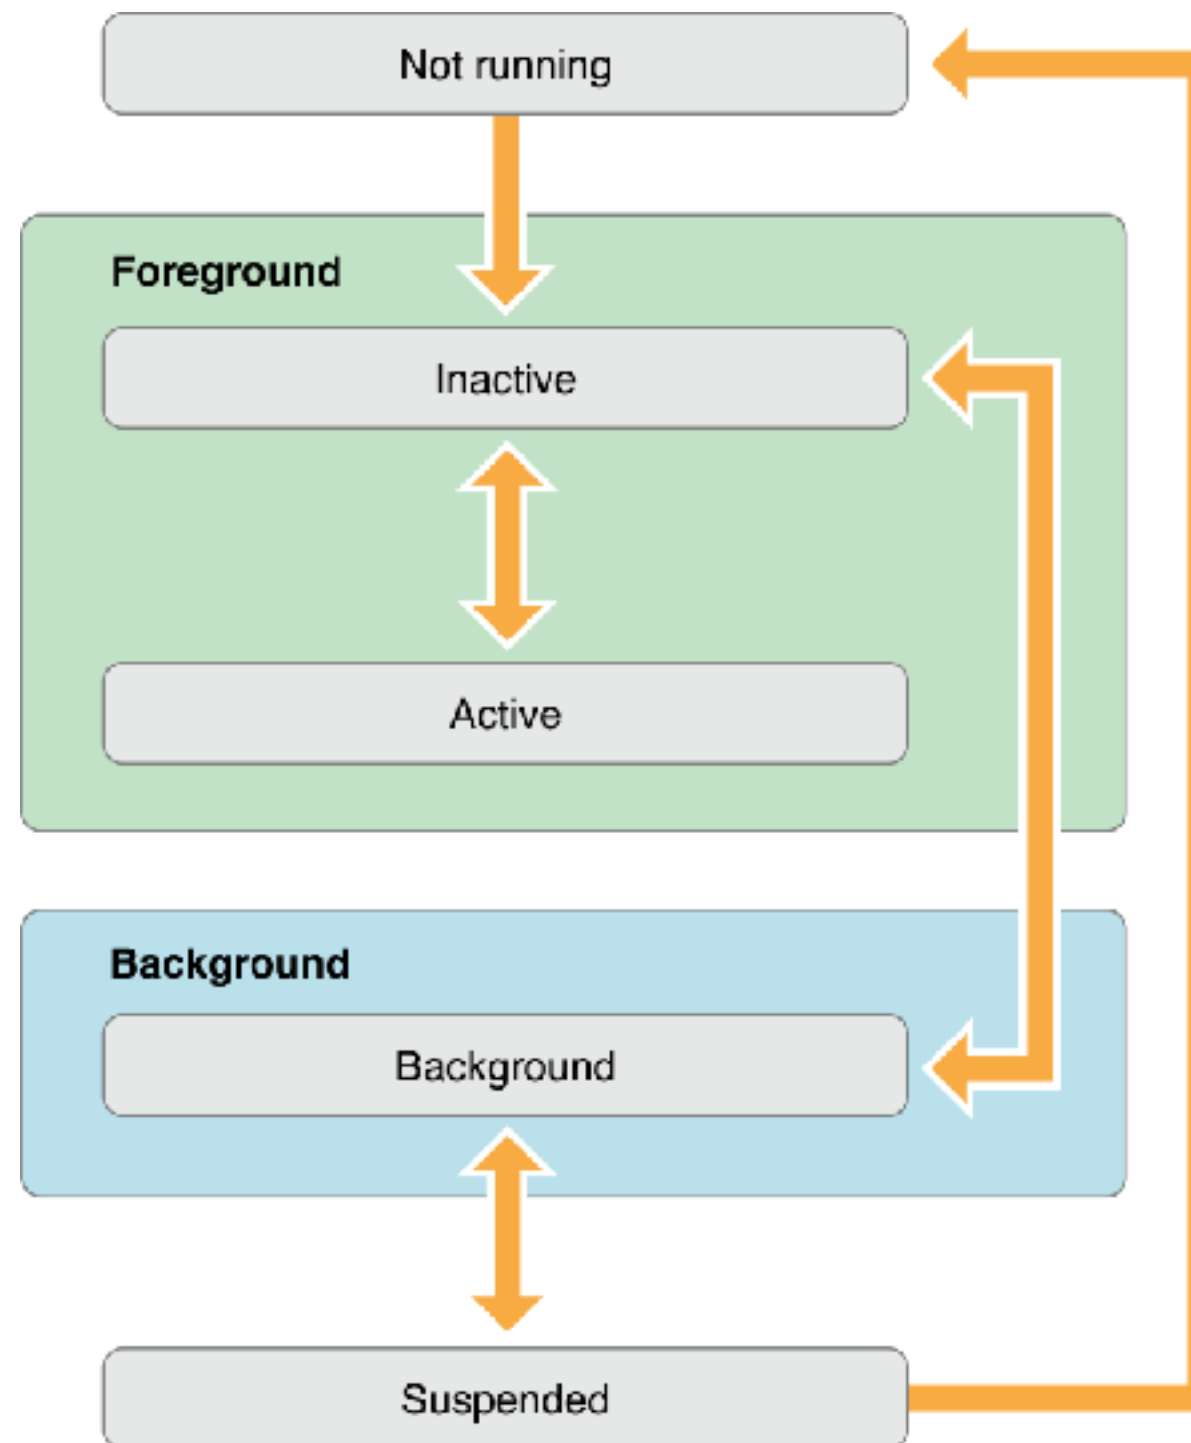 Not running
Foreground
Inactive
Active
Background
Background
Suspended